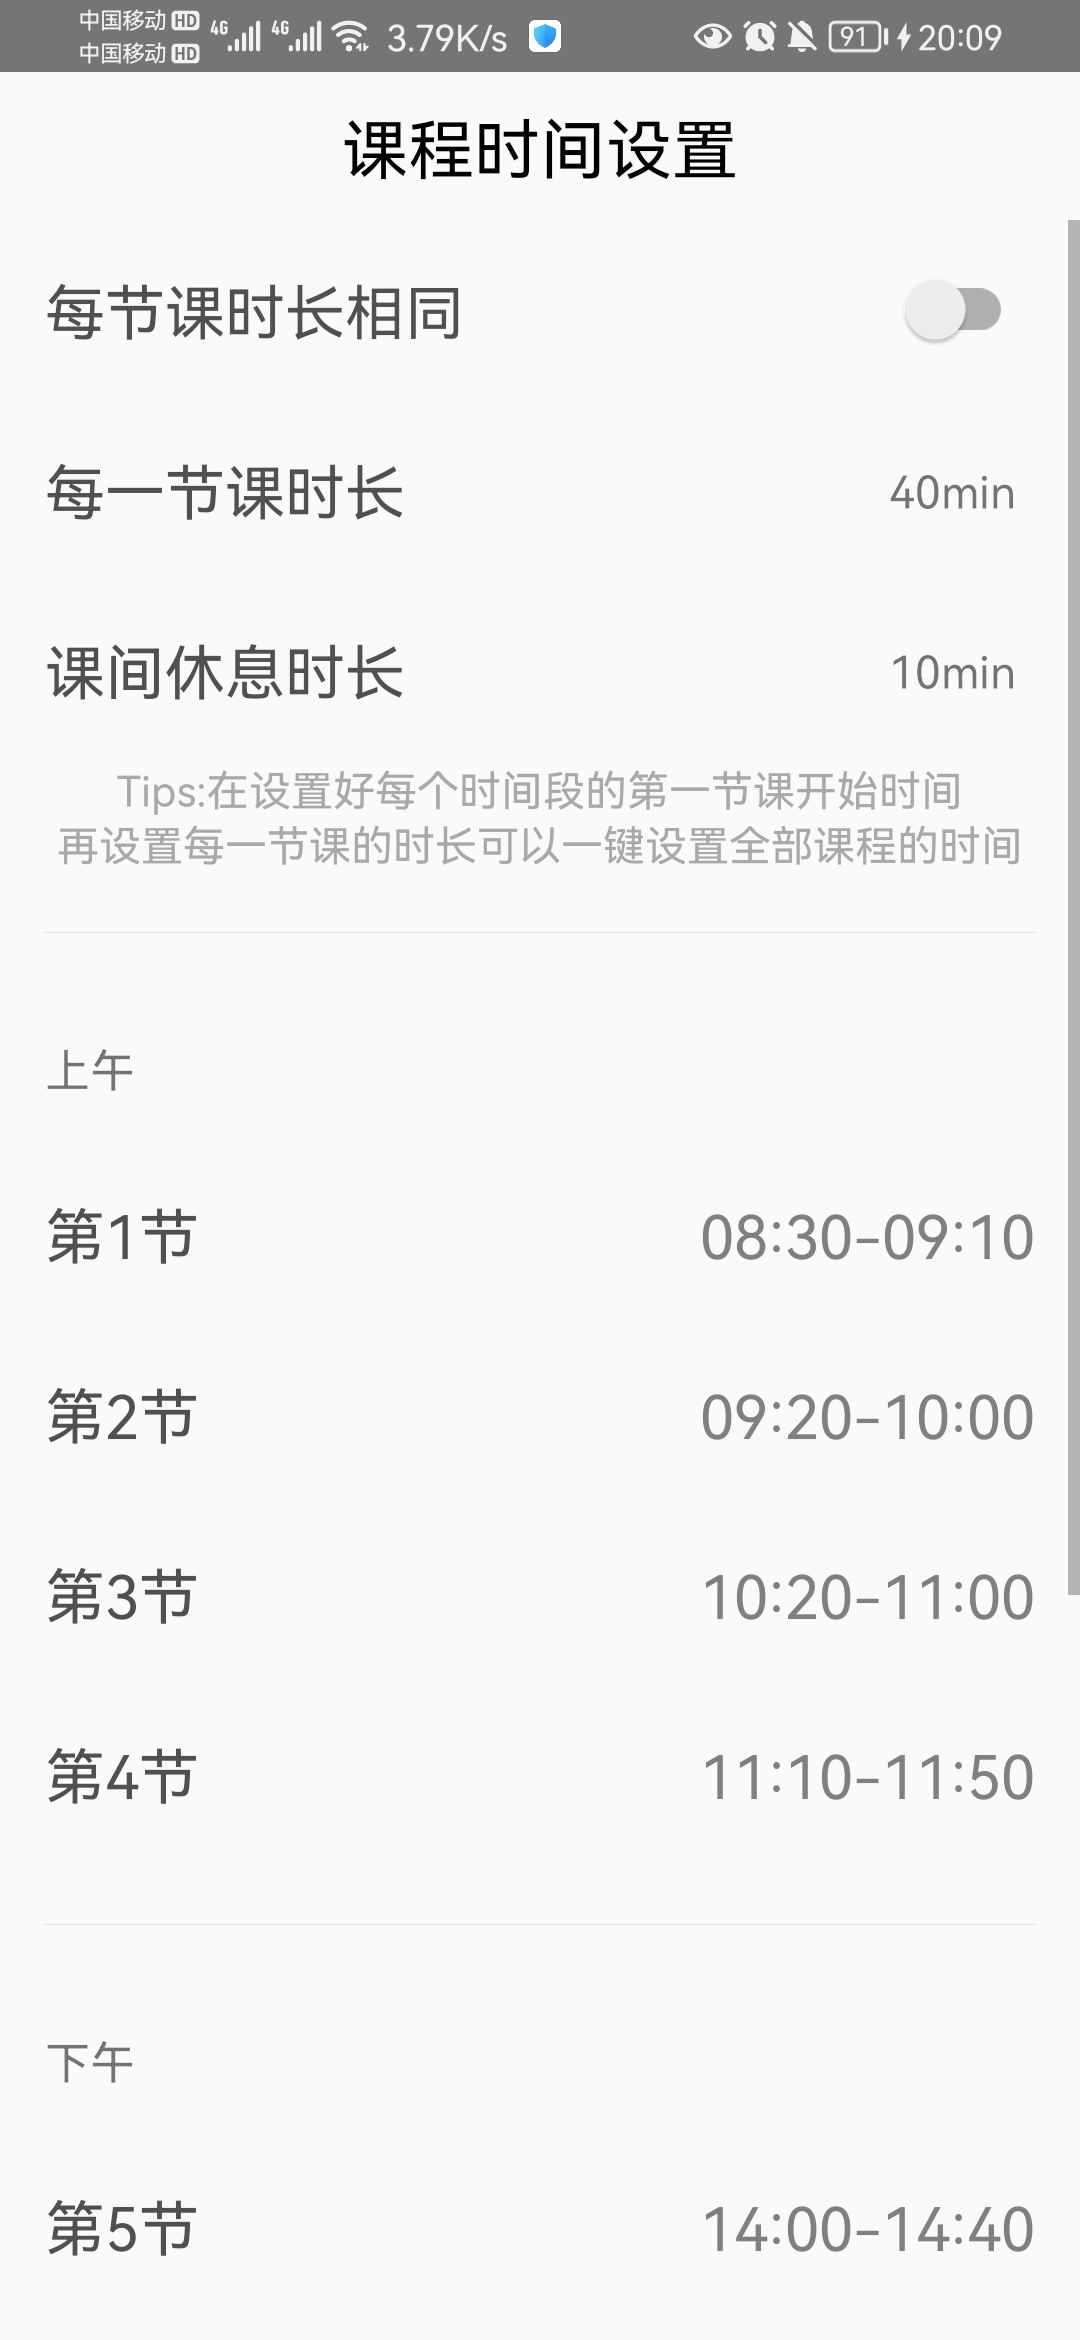 中国移动 HD 4G 4G 3.79K/s 91 20:09
中国移动 HD
课程时间设置
每节课时长相同
每一节课时长 40min
课间休息时长 10min
Tips:在设置好每个时间段的第一节课开始时间
再设置每一节课的时长可以一键设置全部课程的时间
上午
第1节 08:30-09:10
第2节 09:20-10:00
第3节 10:20-11:00
第4节 11:10-11:50
下午
第5节 14:00-14:40